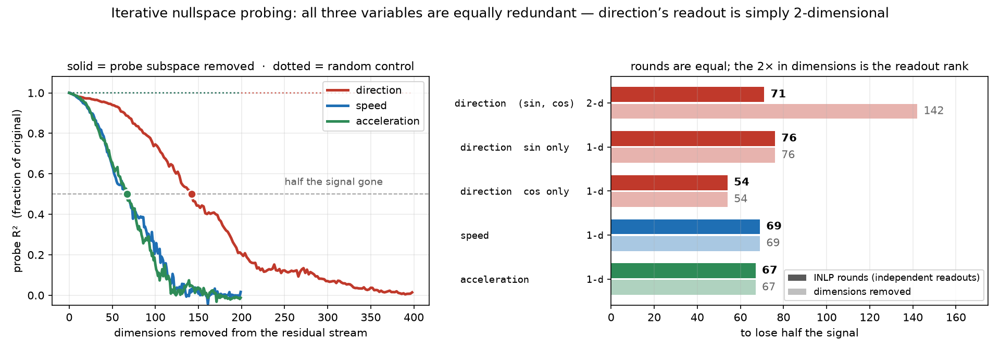 Iterative nullspace probing: all three variables are equally redundant — direction’s readout is simply 2-dimensional
solid = probe subspace removed · dotted = random control
probe R² (fraction of original)
1.0
0.8
0.6
0.4
0.2
0.0
direction
speed
acceleration
half the signal gone
0 50 100 150 200 250 300 350 400
dimensions removed from the residual stream
rounds are equal; the 2× in dimensions is the readout rank
direction (sin, cos) 2-d
71
142
direction sin only 1-d
76
76
direction cos only 1-d
54
54
speed 1-d
69
69
acceleration 1-d
67
67
INLP rounds (independent readouts)
dimensions removed
0 20 40 60 80 100 120 140 160
to lose half the signal